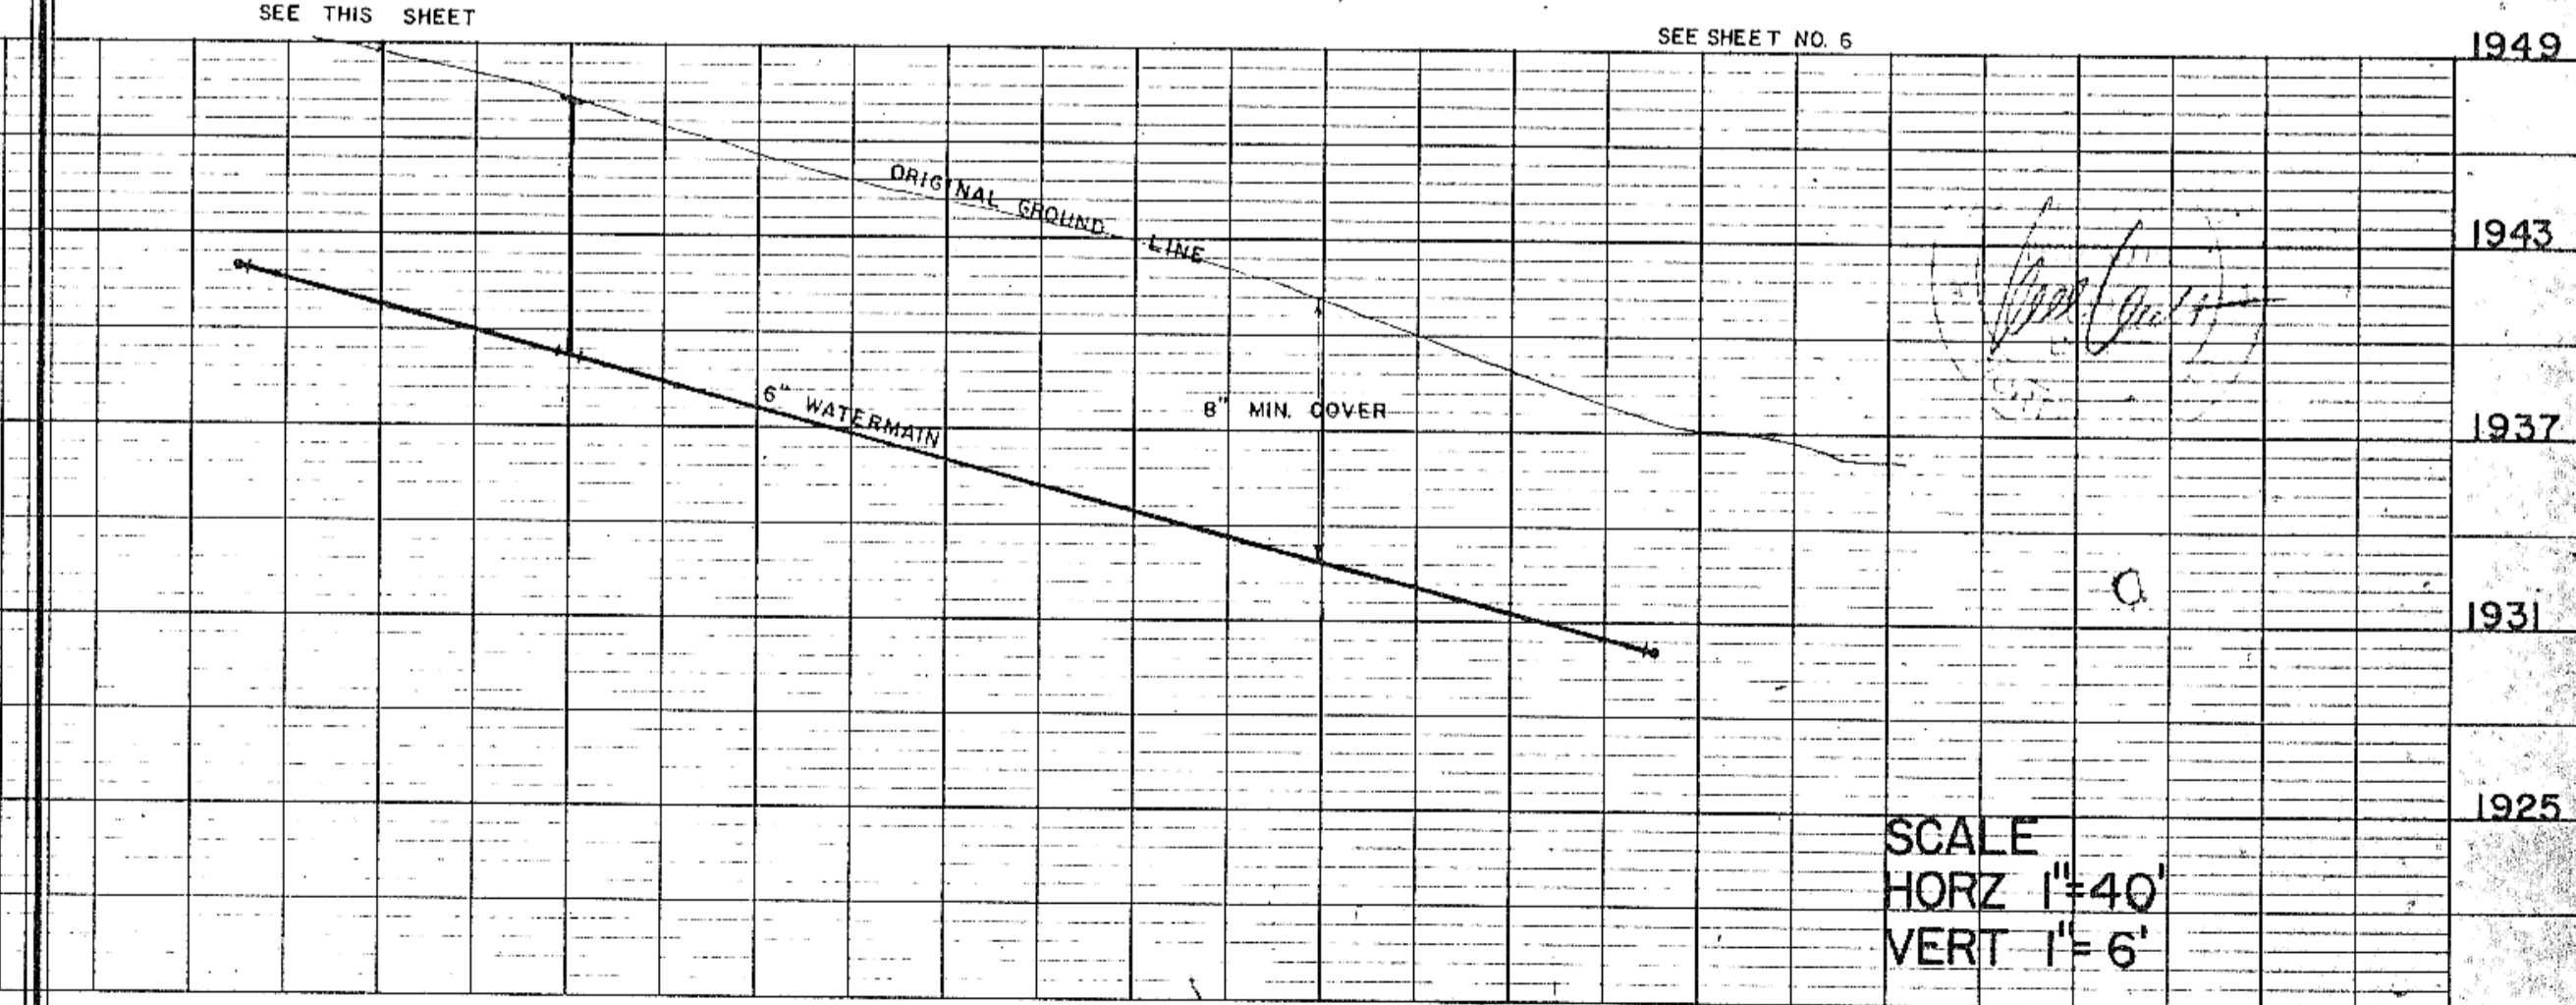 SEE THIS SHEET
SEE SHEET NO. 6
1949
ORIGINAL GROUND LINE
1943
6" WATERMAIN
8" MIN. COVER
1937
1931
1925
SCALE
HORZ 1"=40'
VERT 1"=6'